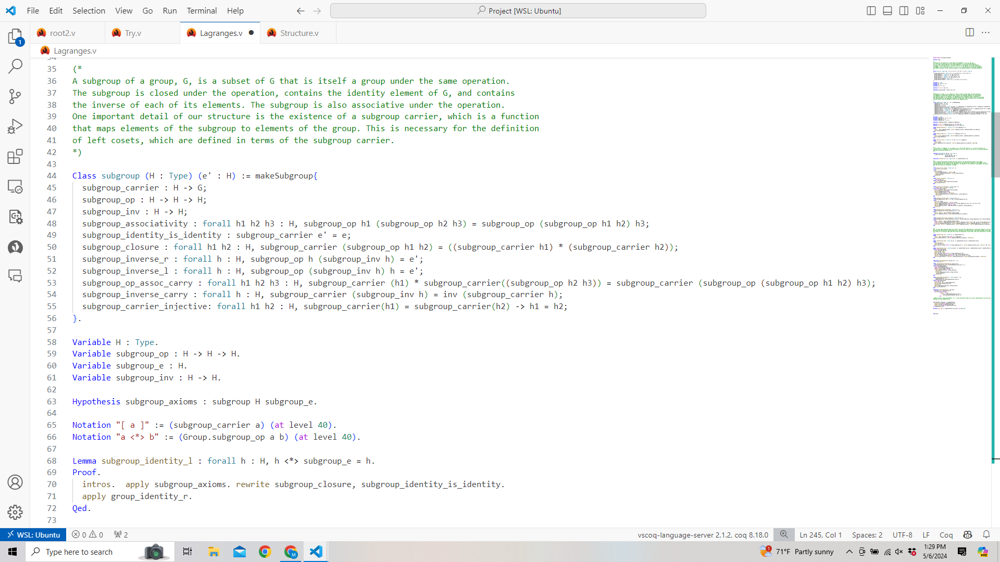 File Edit Selection View Go Run Terminal Help
Project [WSL: Ubuntu]
root2.v Try.v Lagranges.v Structure.v
1
Lagranges.v
34
35 (*
36 A subgroup of a group, G, is a subset of G that is itself a group under the same operation.
37 The subgroup is closed under the operation, contains the identity element of G, and contains
38 the inverse of each of its elements. The subgroup is also associative under the operation.
39 One important detail of our structure is the existence of a subgroup carrier, which is a function
40 that maps elements of the subgroup to elements of the group. This is necessary for the definition
41 of left cosets, which are defined in terms of the subgroup carrier.
42 *)
43
44 Class subgroup (H : Type) (e' : H) := makeSubgroup{
45 subgroup_carrier : H -> G;
46 subgroup_op : H -> H -> H;
47 subgroup_inv : H -> H;
48 subgroup_associativity : forall h1 h2 h3 : H, subgroup_op h1 (subgroup_op h2 h3) = subgroup_op (subgroup_op h1 h2) h3;
49 subgroup_identity_is_identity : subgroup_carrier e' = e;
50 subgroup_closure : forall h1 h2 : H, subgroup_carrier (subgroup_op h1 h2) = ((subgroup_carrier h1) * (subgroup_carrier h2));
51 subgroup_inverse_r : forall h : H, subgroup_op h (subgroup_inv h) = e';
52 subgroup_inverse_l : forall h : H, subgroup_op (subgroup_inv h) h = e';
53 subgroup_op_assoc_carry : forall h1 h2 h3 : H, subgroup_carrier (h1) * subgroup_carrier((subgroup_op h2 h3)) = subgroup_carrier (subgroup_op (subgroup_op h1 h2) h3);
54 subgroup_inverse_carry : forall h : H, subgroup_carrier (subgroup_inv h) = inv (subgroup_carrier h);
55 subgroup_carrier_injective: forall h1 h2 : H, subgroup_carrier(h1) = subgroup_carrier(h2) -> h1 = h2;
56 }.
57
58 Variable H : Type.
59 Variable subgroup_op : H -> H -> H.
60 Variable subgroup_e : H.
61 Variable subgroup_inv : H -> H.
62
63 Hypothesis subgroup_axioms : subgroup H subgroup_e.
64
65 Notation "[ a ]" := (subgroup_carrier a) (at level 40).
66 Notation "a <*> b" := (Group.subgroup_op a b) (at level 40).
67
68 Lemma subgroup_identity_l : forall h : H, h <*> subgroup_e = h.
69 Proof.
70 intros.  apply subgroup_axioms. rewrite subgroup_closure, subgroup_identity_is_identity.
71 apply group_identity_r.
72 Qed.
73
WSL: Ubuntu 0 0 2 vscoq-language-server 2.1.2, coq 8.18.0 Ln 245, Col 1 Spaces: 2 UTF-8 LF Coq
Type here to search M 1 71°F Partly sunny 1:29 PM PRE
5/6/2024